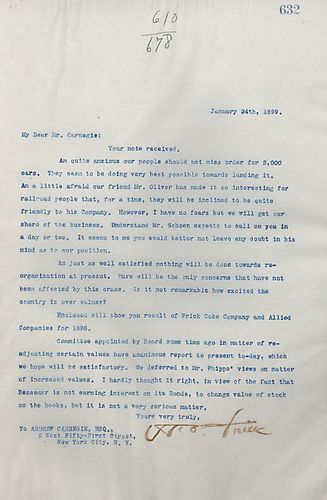 632
610
678
January 24th, 1899.
My Dear Mr. Carnegie:
Your note received.
Am quite anxious our people should not miss order for 2,000
cars. They seem to be doing very best possible towards landing it.
Am a little afraid our friend Mr. Oliver has made it so interesting for
railroad people that, for a time, they will be inclined to be quite
friendly to his Company. However, I have no fears but we will get our
share of the business. Understand Mr. Schoen expects to call on you in
a day or two. It seems to me you would better not leave any doubt in his
mind as to our position.
Am just as well satisfied nothing will be done towards re-
organization at present. Ours will be the only concerns that have not
been affected by this craze. Is it not remarkable how excited the
country is over values?
Enclosed will show you result of Frick Coke Company and Allied
Companies for 1898.
Committee appointed by Board some time ago in matter of re-
adjusting certain values have unanimous report to present to-day, which
we hope will be satisfactory. We deferred to Mr. Phipps' views on matter
of increased values. I hardly thought it right, in view of the fact that
Bessemer is not earning interest on its Bonds, to change value of stock
on the books, but it is not a very serious matter.
Yours very truly,
To ANDREW CARNEGIE, ESQ.,
5 West Fifty-First Street,
New York City, N. Y.
H. C. Frick